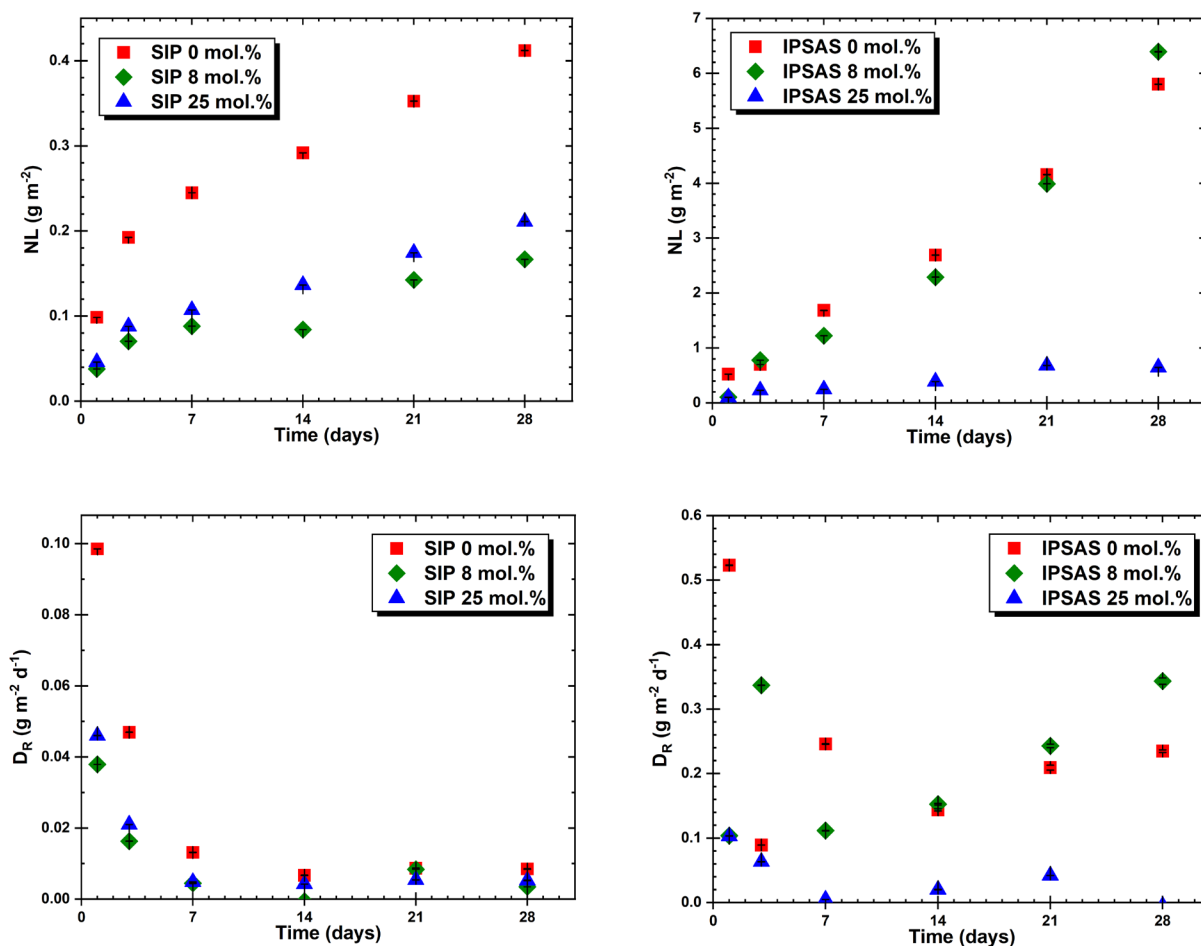 SIP 0 mol.%
SIP 8 mol.%
SIP 25 mol.%
NL (g m⁻²)
0.4
0.3
0.2
0.1
0.0
0 7 14 21 28
Time (days)
IPSAS 0 mol.%
IPSAS 8 mol.%
IPSAS 25 mol.%
NL (g m⁻²)
7
6
5
4
3
2
1
0
0 7 14 21 28
Time (days)
SIP 0 mol.%
SIP 8 mol.%
SIP 25 mol.%
D_R (g m⁻² d⁻¹)
0.10
0.08
0.06
0.04
0.02
0.00
0 7 14 21 28
Time (days)
IPSAS 0 mol.%
IPSAS 8 mol.%
IPSAS 25 mol.%
D_R (g m⁻² d⁻¹)
0.6
0.5
0.4
0.3
0.2
0.1
0.0
0 7 14 21 28
Time (days)